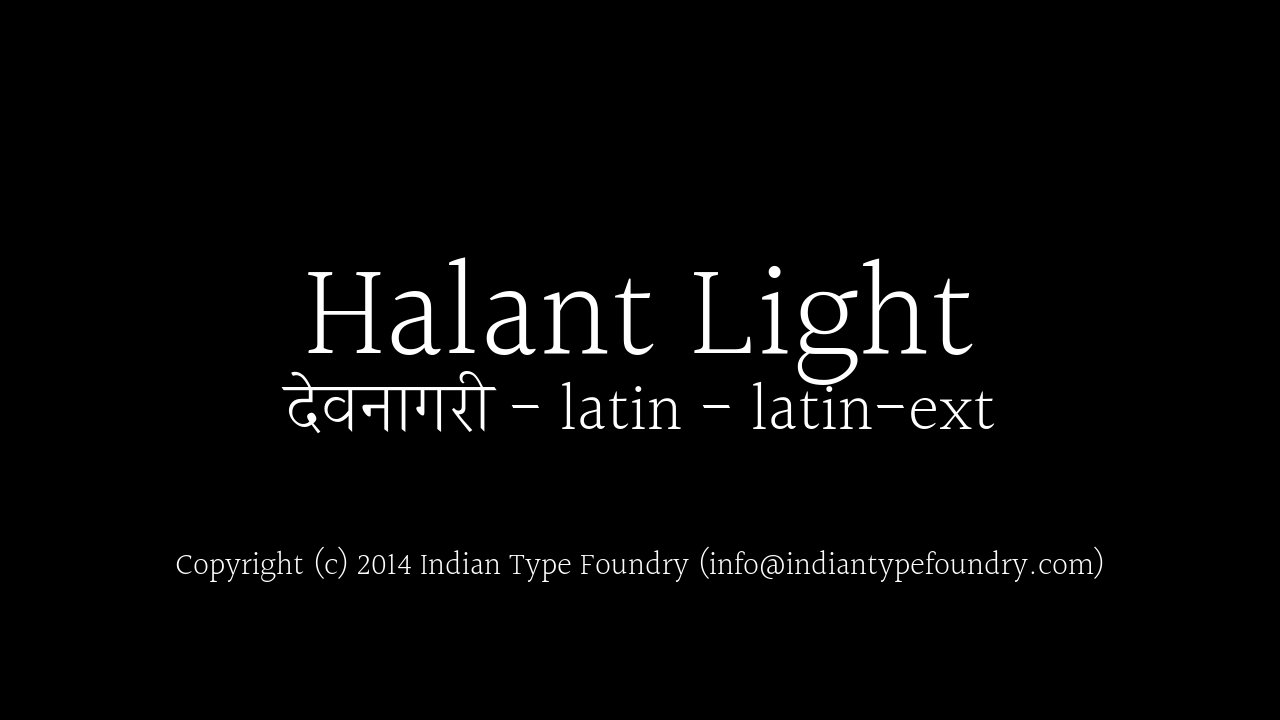 Halant Light
देवनागरी - latin - latin-ext
Copyright (c) 2014 Indian Type Foundry (info@indiantypefoundry.com)